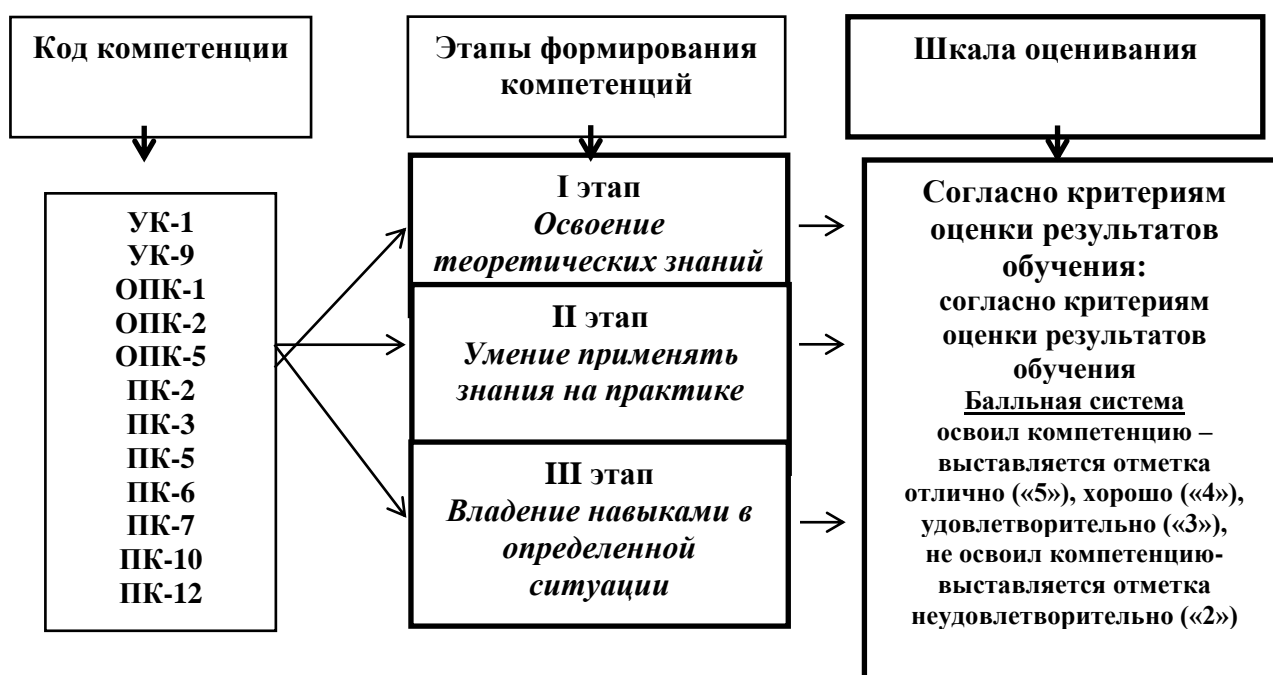 Код компетенции
Этапы формирования
компетенций
Шкала оценивания
УК-1
УК-9
ОПК-1
ОПК-2
ОПК-5
ПК-2
ПК-3
ПК-5
ПК-6
ПК-7
ПК-10
ПК-12
I этап
Освоение
теоретических знаний
II этап
Умение применять
знания на практике
III этап
Владение навыками в
определенной
ситуации
Согласно критериям
оценки результатов
обучения:
согласно критериям
оценки результатов
обучения
Балльная система
освоил компетенцию –
выставляется отметка
отлично («5»), хорошо («4»),
удовлетворительно («3»),
не освоил компетенцию-
выставляется отметка
неудовлетворительно («2»)